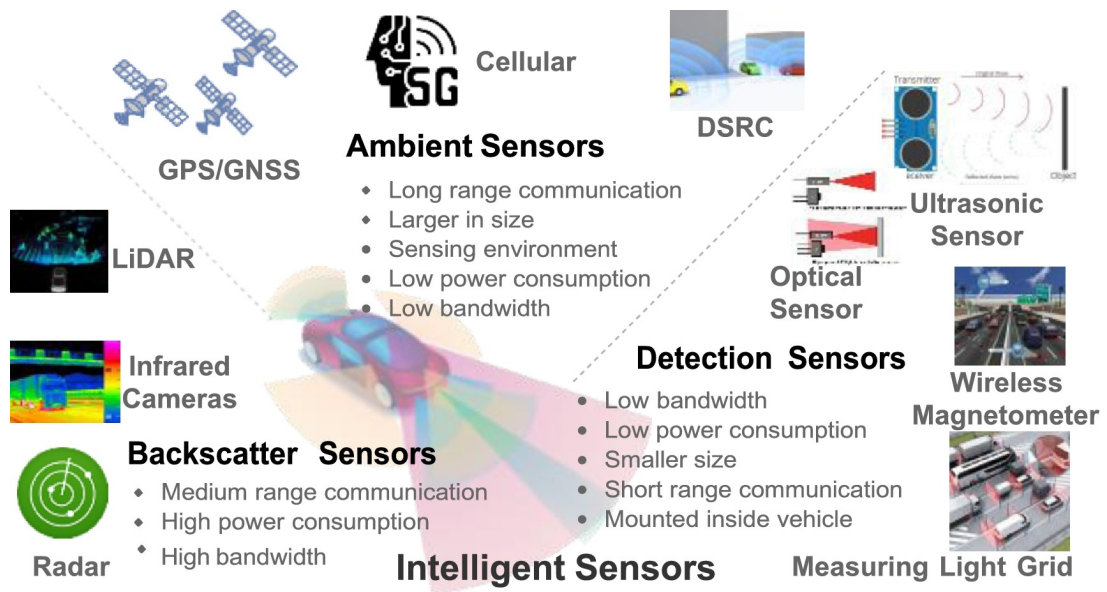 SG
Cellular
DSRC
GPS/GNSS
Ambient Sensors
Long range communication
Larger in size
Sensing environment
Low power consumption
Low bandwidth
Transmitter
Object
Ultrasonic
Sensor
Optical
Sensor
LiDAR
Infrared
Cameras
Detection Sensors
Low bandwidth
Low power consumption
Smaller size
Short range communication
Mounted inside vehicle
Wireless
Magnetometer
Backscatter Sensors
Medium range communication
High power consumption
High bandwidth
Radar
Intelligent Sensors
Measuring Light Grid